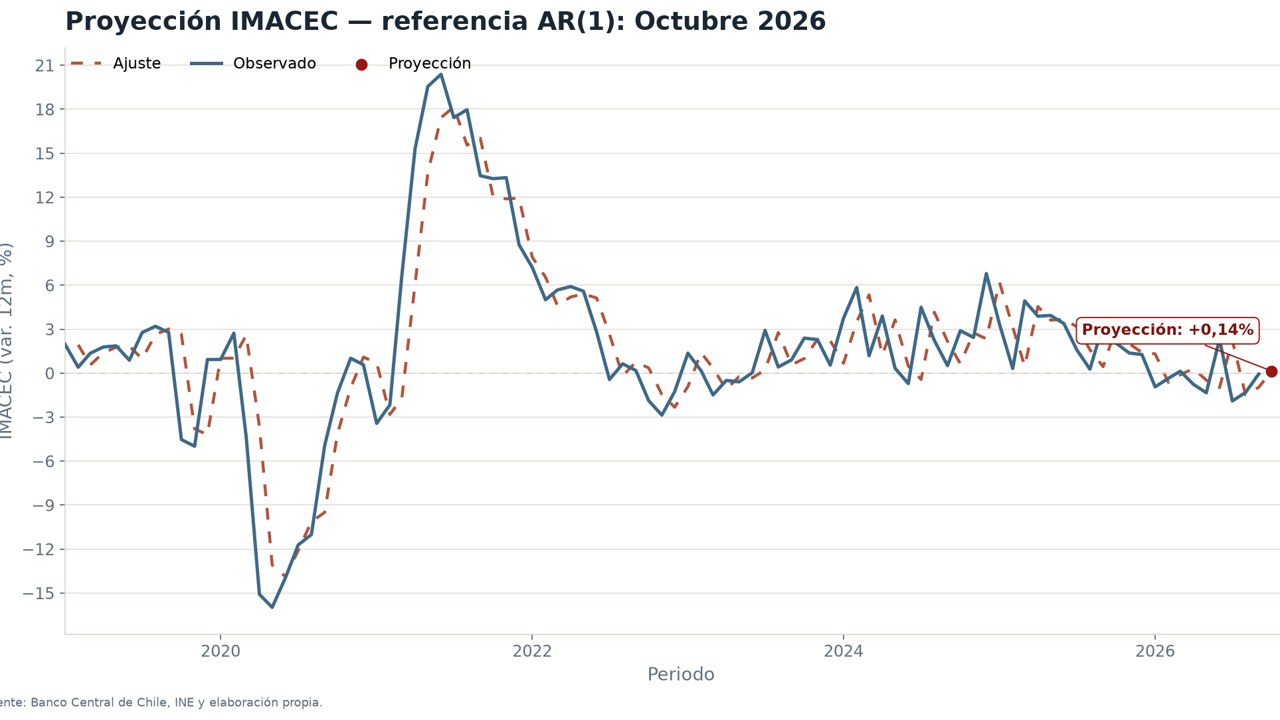 Proyección IMACEC — referencia AR(1): Octubre 2026
Ajuste
Observado
Proyección
21
18
15
12
9
6
3
0
−3
−6
−9
−12
−15
IMACEC (var. 12m, %)
Proyección: +0,14%
2020
2022
2024
2026
Periodo
ente: Banco Central de Chile, INE y elaboración propia.